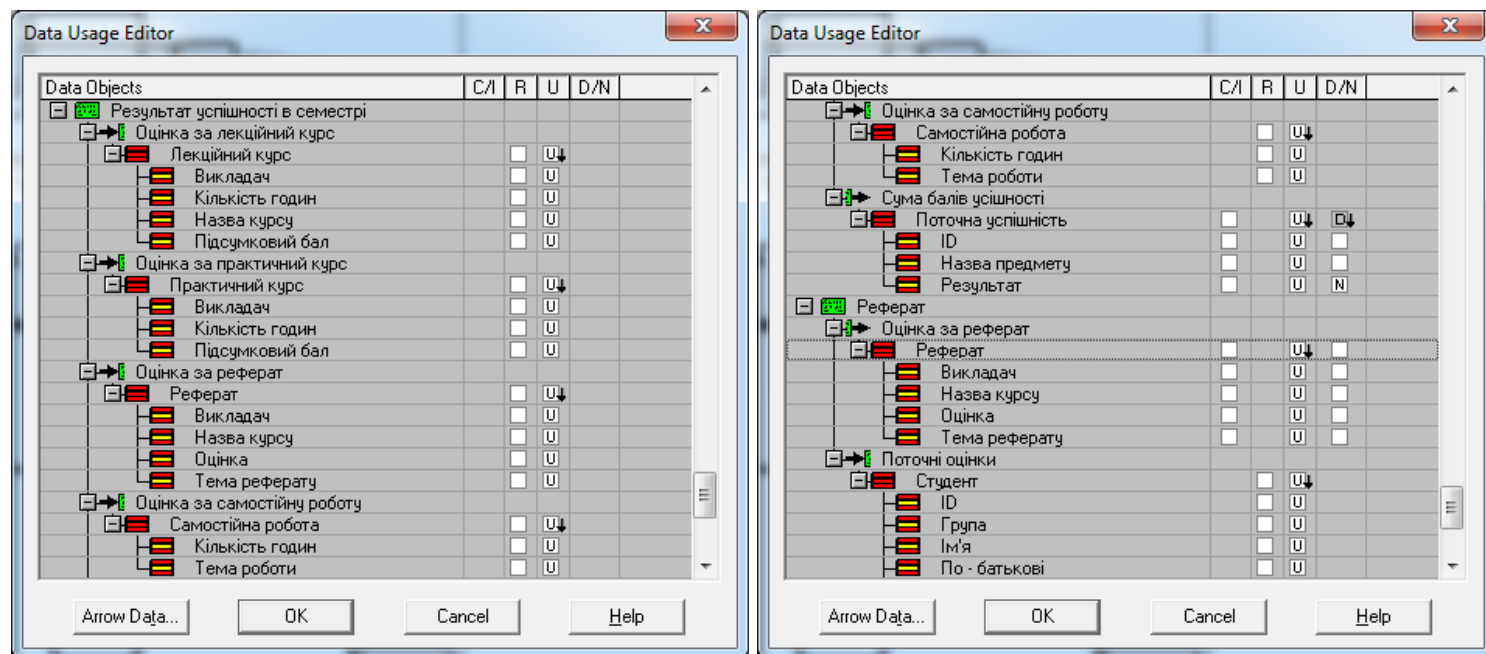 Data Usage Editor
Data Objects C/I R U D/N
Результат успішності в семестрі
Оцінка за лекційний курс
Лекційний курс U
Викладач U
Кількість годин U
Назва курсу U
Підсумковий бал U
Оцінка за практичний курс
Практичний курс U
Викладач U
Кількість годин U
Підсумковий бал U
Оцінка за реферат
Реферат U
Викладач U
Назва курсу U
Оцінка U
Тема реферату U
Оцінка за самостійну роботу
Самостійна робота U
Кількість годин U
Тема роботи U
Arrow Data... OK Cancel Help
Data Usage Editor
Data Objects C/I R U D/N
Оцінка за самостійну роботу
Самостійна робота U
Кількість годин U
Тема роботи U
Сума балів усішності
Поточна успішність U D
ID U
Назва предмету U
Результат U N
Реферат
Оцінка за реферат
Реферат U
Викладач U
Назва курсу U
Оцінка U
Тема реферату U
Поточні оцінки
Студент U
ID U
Група U
Ім'я U
По - батькові U
Arrow Data... OK Cancel Help